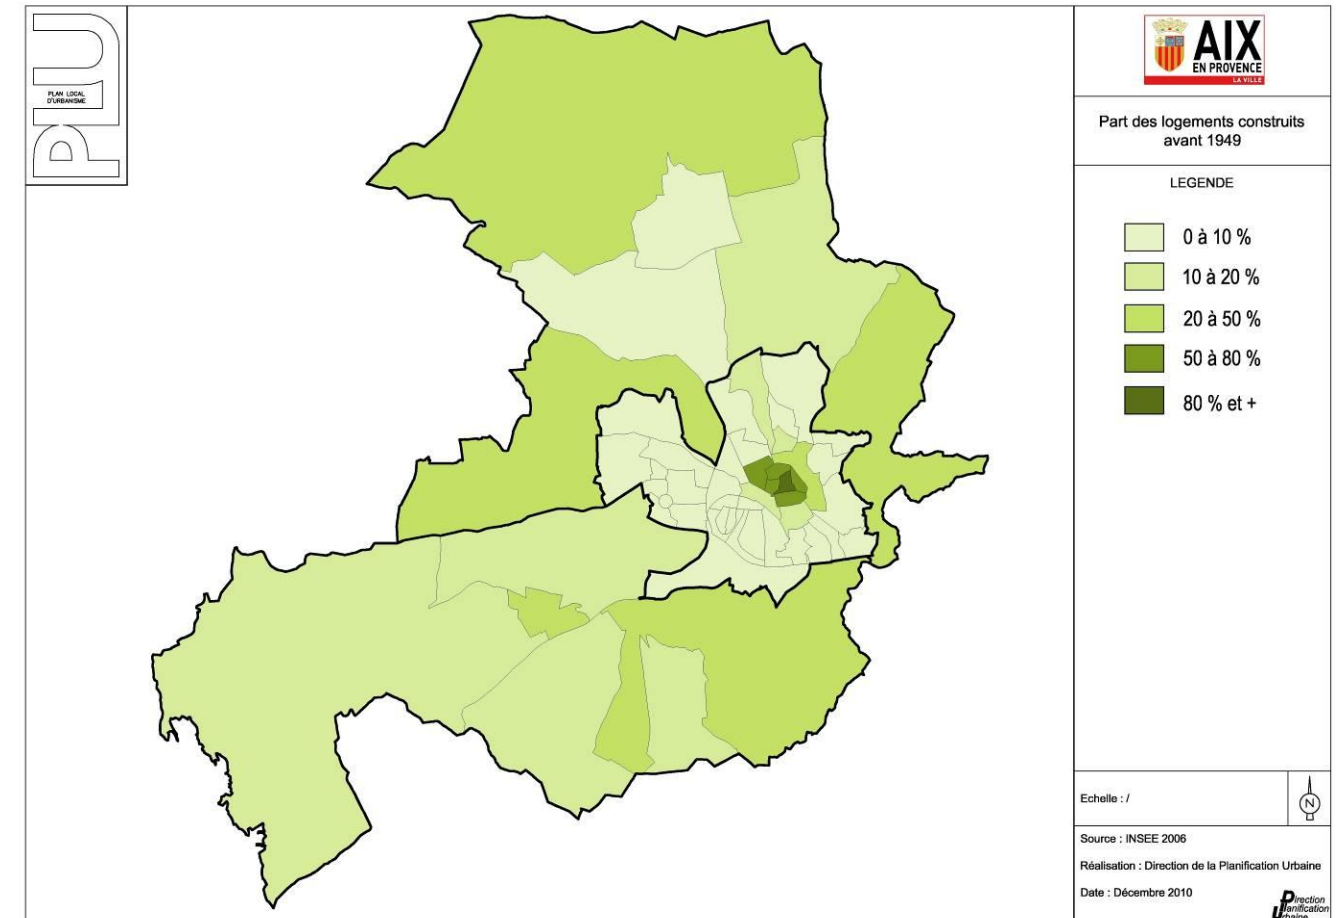 PLU
PLAN LOCAL
D'URBANISME
AIX
EN PROVENCE
LA VILLE
Part des logements construits
avant 1949
LEGENDE
0 à 10 %
10 à 20 %
20 à 50 %
50 à 80 %
80 % et +
Echelle : /
N
Source : INSEE 2006
Réalisation : Direction de la Planification Urbaine
Date : Décembre 2010
Direction
Planification
Urbaine